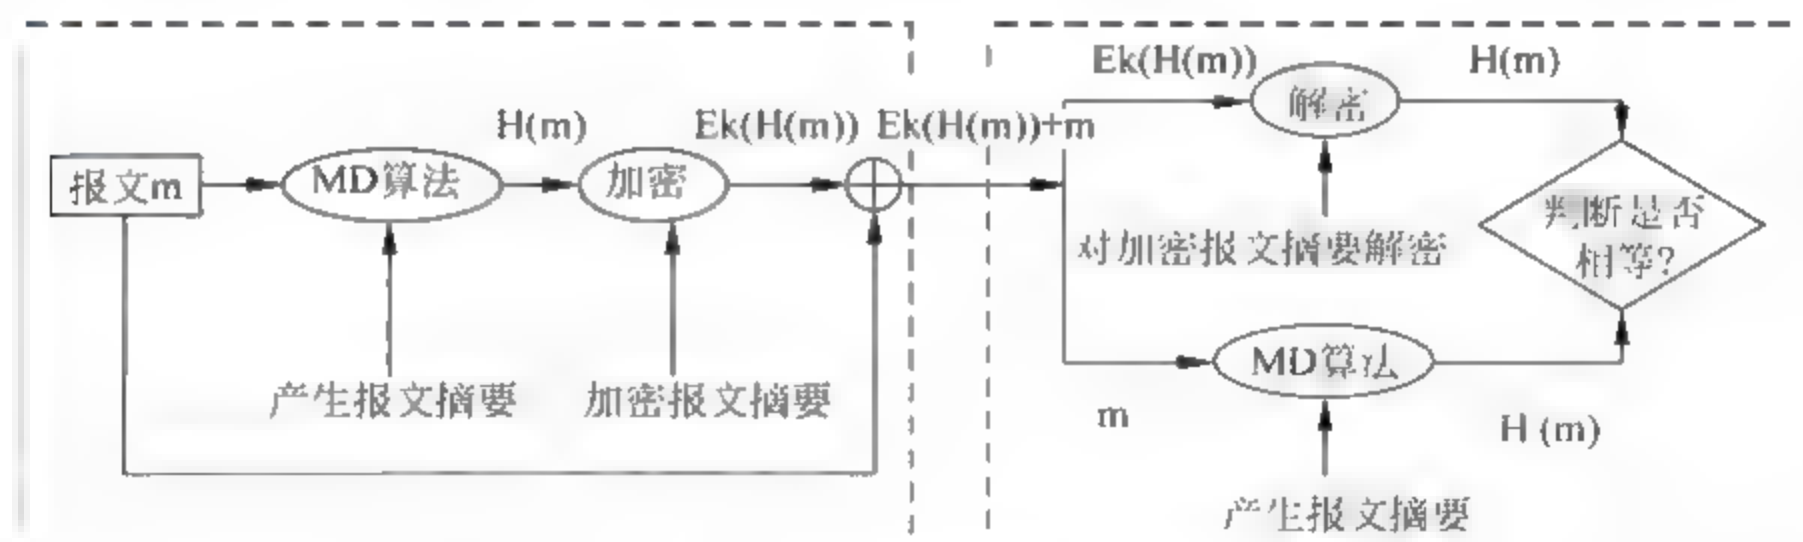 Ek(H(m))
H(m)
解密
H(m)
Ek(H(m))
Ek(H(m))+m
报文m
MD算法
加密
判断是否
相等?
对加密报文摘要解密
MD算法
产生报文摘要
加密报文摘要
m
H (m)
产生报文摘要